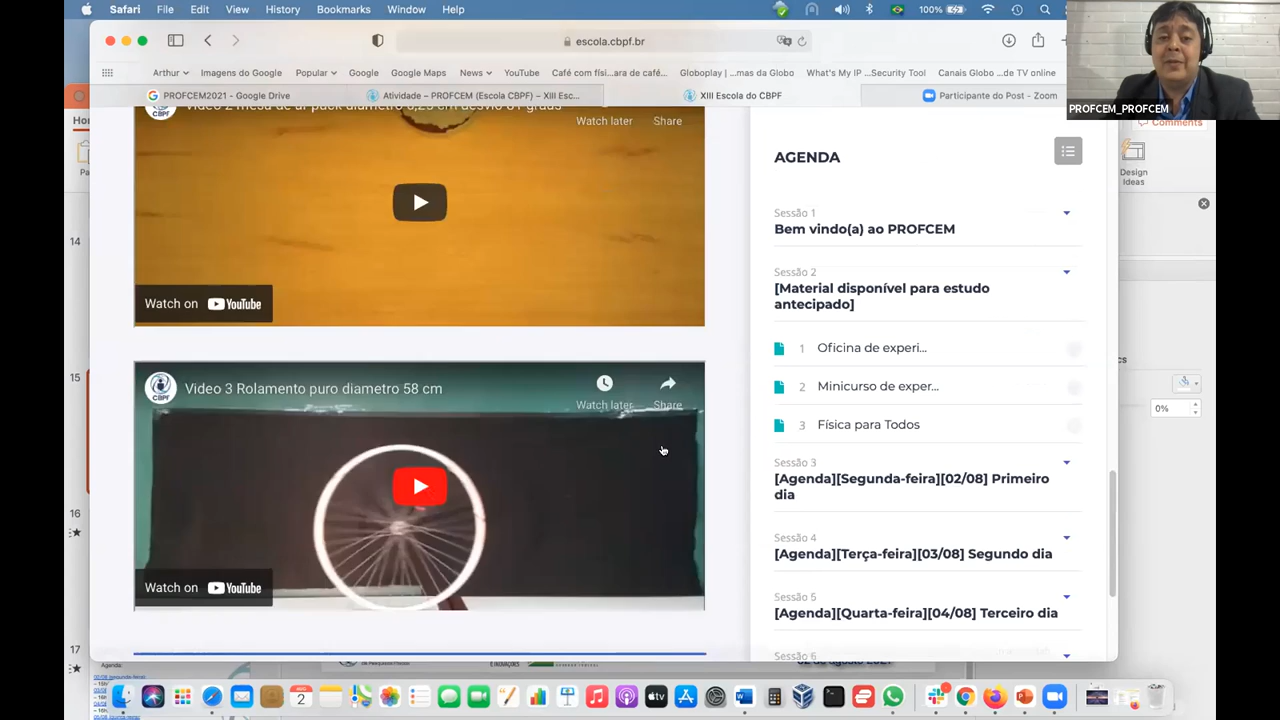 Safari File Edit View History Bookmarks Window Help 100%
escola.cbpf.br
Arthur Imagens do Google Popular Google Google Maps News YouTube Café com físi...ara de café... Globoplay | ...mas da Globo What's My IP ...Security Tool Canais Globo ...de TV online
PROFCEM2021 - Google Drive Atividade – PROFCEM (Escola CBPF) – XIII Esc... XIII Escola do CBPF Participante do Post - Zoom
PROFCEM_PROFCEM
Comments
Design
Ideas
14
15
16
17
0%
Watch later Share
Watch on YouTube
Video 3 Rolamento puro diametro 58 cm
Watch later Share
Watch on YouTube
AGENDA
Sessão 1
Bem vindo(a) ao PROFCEM
Sessão 2
[Material disponível para estudo
antecipado]
1 Oficina de experi...
2 Minicurso de exper...
3 Física para Todos
Sessão 3
[Agenda][Segunda-feira][02/08] Primeiro
dia
Sessão 4
[Agenda][Terça-feira][03/08] Segundo dia
Sessão 5
[Agenda][Quarta-feira][04/08] Terceiro dia
Sessão 6
Agenda: